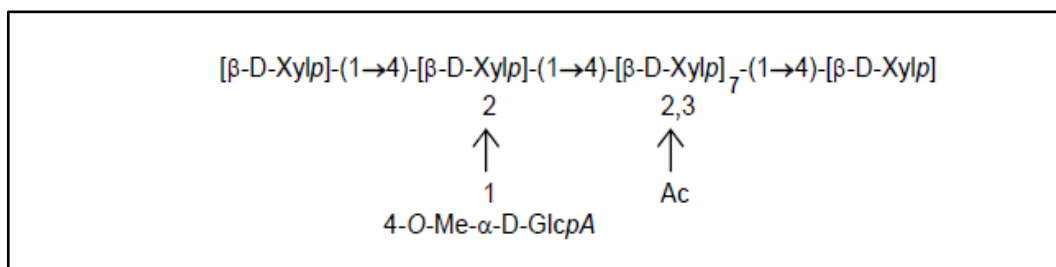 [β-D-Xylp]-(1→4)-[β-D-Xylp]-(1→4)-[β-D-Xylp]7-(1→4)-[β-D-Xylp]
2 2,3
1 Ac
4-O-Me-α-D-GlcpA